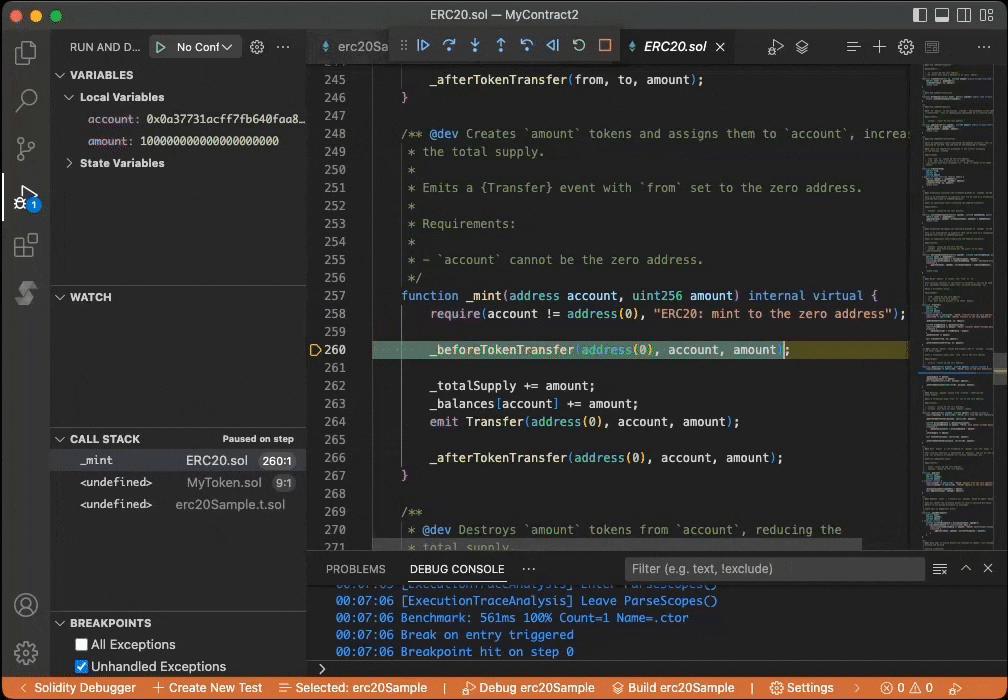 ERC20.sol — MyContract2
RUN AND D... No Conf
erc20Sa
ERC20.sol
VARIABLES
Local Variables
account: 0x0a37731acff7fb640faa8…
amount: 100000000000000000000
State Variables
WATCH
CALL STACK Paused on step
_mint ERC20.sol 260:1
<undefined> MyToken.sol 9:1
<undefined> erc20Sample.t.sol
BREAKPOINTS
All Exceptions
Unhandled Exceptions
1
245 _afterTokenTransfer(from, to, amount);
246 }
247
248 /** @dev Creates `amount` tokens and assigns them to `account`, increas
249 * the total supply.
250 *
251 * Emits a {Transfer} event with `from` set to the zero address.
252 *
253 * Requirements:
254 *
255 * - `account` cannot be the zero address.
256 */
257 function _mint(address account, uint256 amount) internal virtual {
258 require(account != address(0), "ERC20: mint to the zero address");
259
260 _beforeTokenTransfer(address(0), account, amount);
261
262 _totalSupply += amount;
263 _balances[account] += amount;
264 emit Transfer(address(0), account, amount);
265
266 _afterTokenTransfer(address(0), account, amount);
267 }
268
269 /**
270 * @dev Destroys `amount` tokens from `account`, reducing the
271 * total supply.
PROBLEMS DEBUG CONSOLE ... Filter (e.g. text, !exclude)
[ExecutionTraceAnalysis] Enter ParseScopes()
00:07:06 [ExecutionTraceAnalysis] Leave ParseScopes()
00:07:06 Benchmark: 561ms 100% Count=1 Name=.ctor
00:07:06 Break on entry triggered
00:07:06 Breakpoint hit on step 0
Solidity Debugger Create New Test Selected: erc20Sample Debug erc20Sample Build erc20Sample Settings 0 0